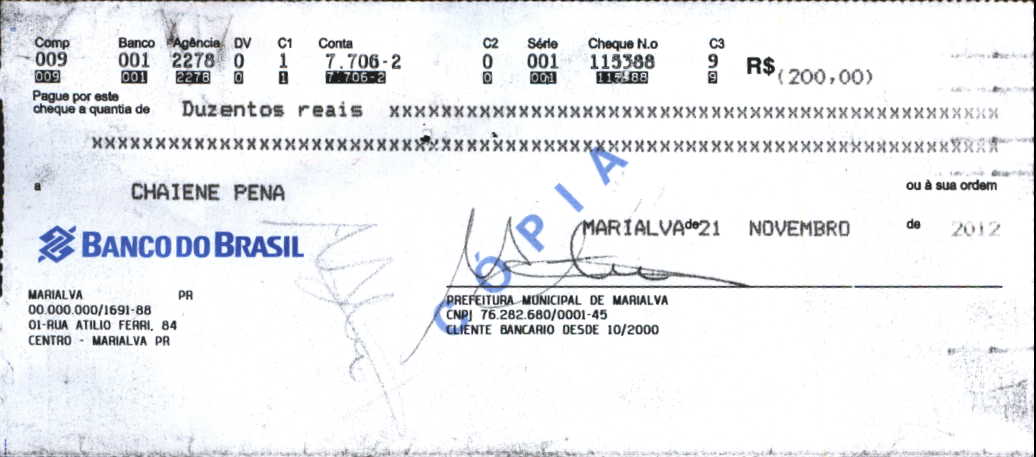 Comp Banco Agência DV C1 Conta C2 Série Cheque N.o C3
009 001 2278 0 1 7.706-2 0 001 115388 9 R$ (200,00)
009 001 2278 0 1 7.706-2 0 001 115388 9
Pague por este
cheque a quantia de Duzentos reais xxxxxxxxxxxxxxxxxxxxxxxxxxxxxxxxxxxxxxxxxxxxxxxxxxxxx
xxxxxxxxxxxxxxxxxxxxxxxxxxxxxxxxxxxxxxxxxxxxxxxxxxxxxxxxxxxxxxxxxxxxxxxxxxxxxx
a CHAIENE PENA ou à sua ordem
CÓPIA
MARIALVA de 21 NOVEMBRO de 2012
BANCO DO BRASIL
MARIALVA PR
00.000.000/1691-88
01-RUA ATILIO FERRI, 84
CENTRO - MARIALVA PR
PREFEITURA MUNICIPAL DE MARIALVA
CNPJ 76.282.680/0001-45
CLIENTE BANCARIO DESDE 10/2000